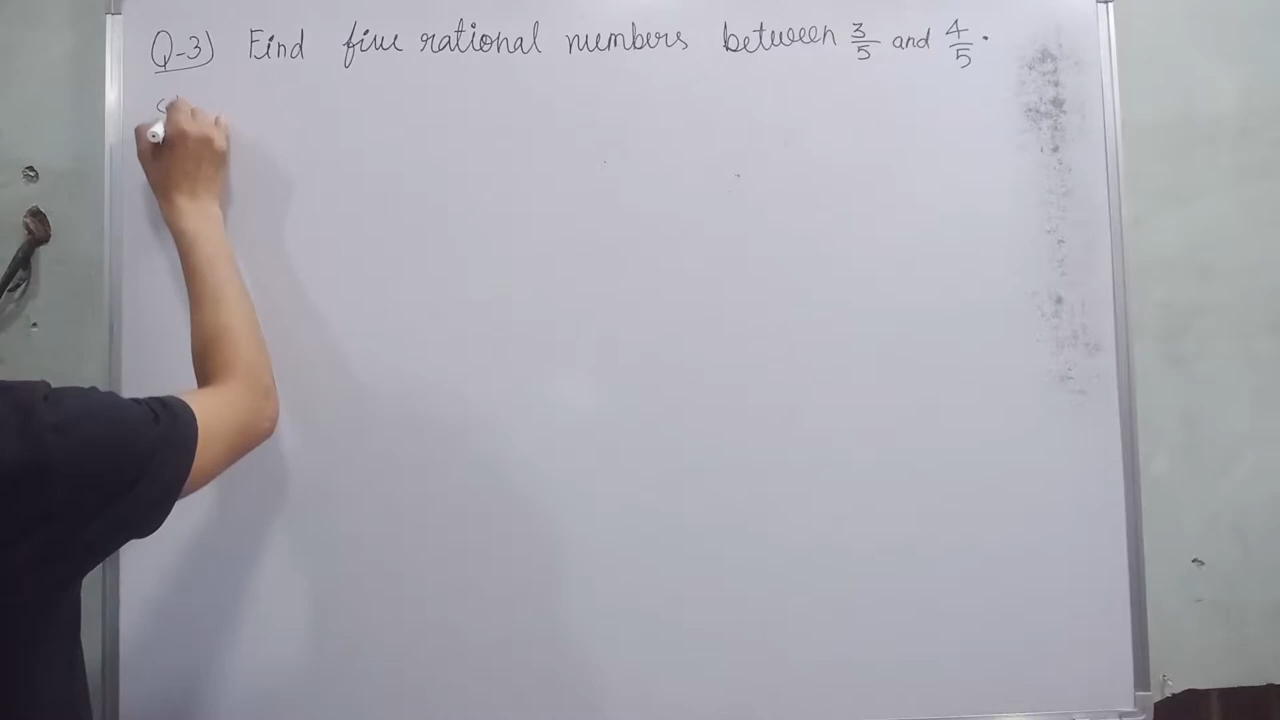 Q-3) Find five rational numbers between 3/5 and 4/5.